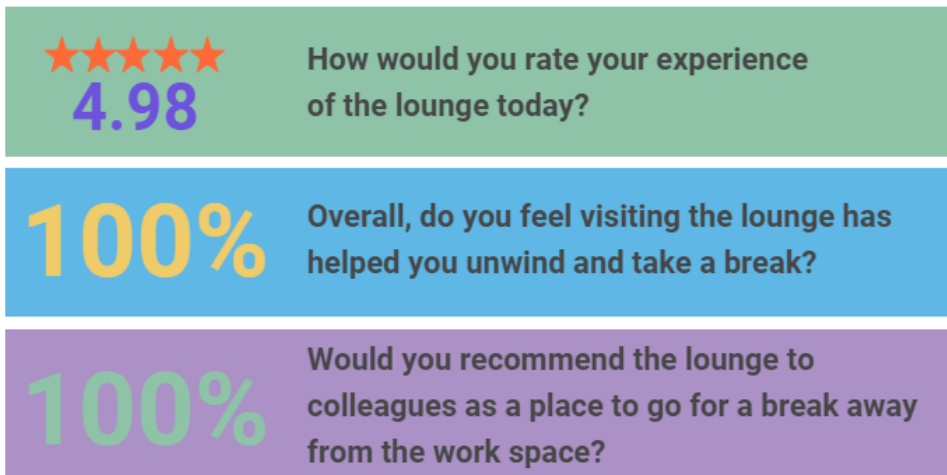 4.98
How would you rate your experience
of the lounge today?
100%
Overall, do you feel visiting the lounge has
helped you unwind and take a break?
100%
Would you recommend the lounge to
colleagues as a place to go for a break away
from the work space?